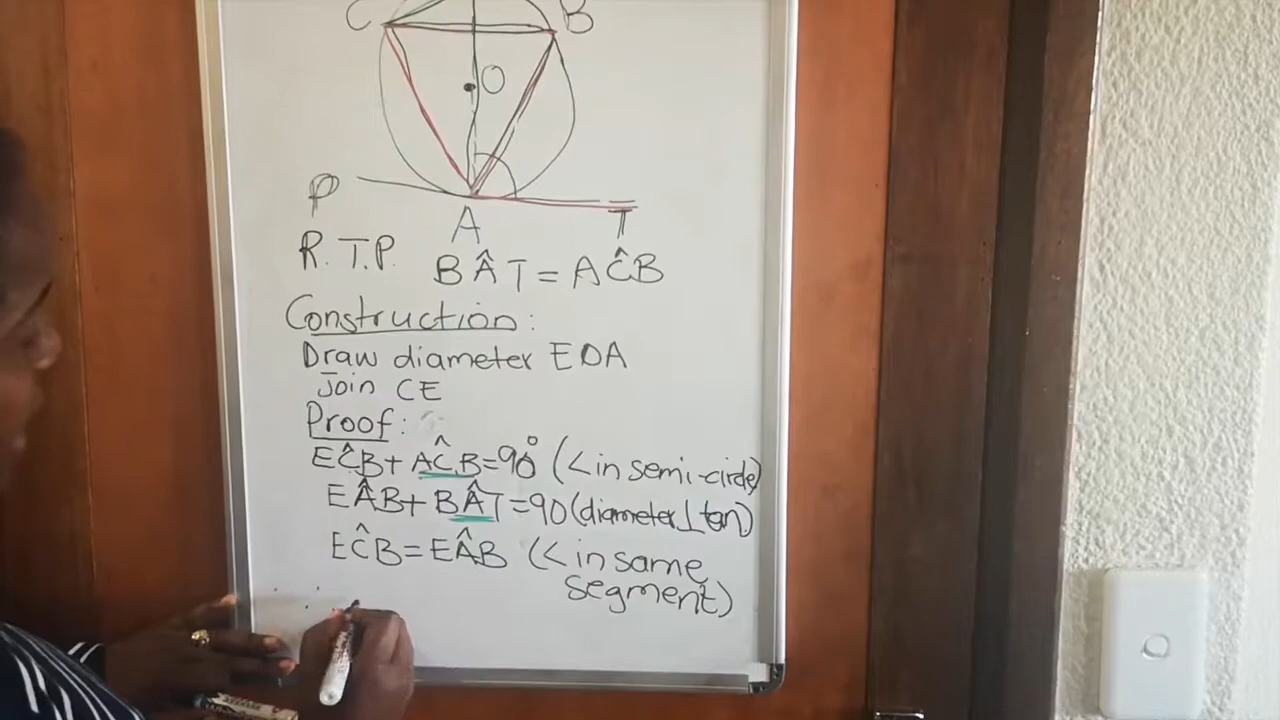 C B
O
P
A T
R.T.P. BÂT = AĈB
Construction:
Draw diameter EOA
Join CE
Proof:
EĈB + AĈB = 90° (< in semi-circle)
EÂB + BÂT = 90 (diameter ⊥ tan)
EĈB = EÂB (< in same
segment)